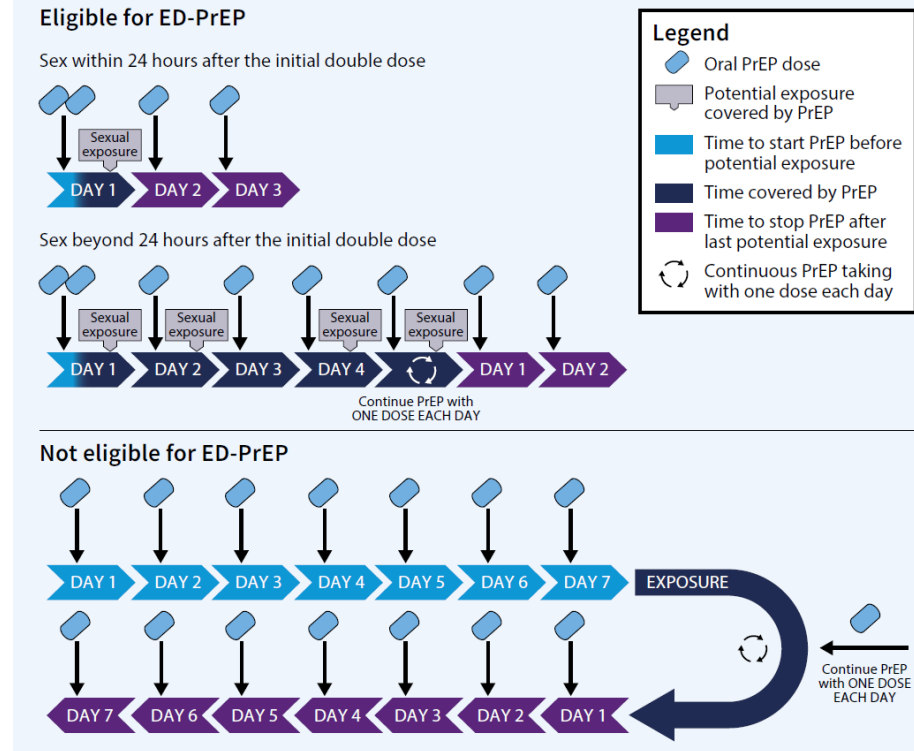 Eligible for ED-PrEP
Sex within 24 hours after the initial double dose
Sexual
exposure
DAY 1
DAY 2
DAY 3
Sex beyond 24 hours after the initial double dose
Sexual
exposure
Sexual
exposure
Sexual
exposure
Sexual
exposure
DAY 1
DAY 2
DAY 3
DAY 4
DAY 1
DAY 2
Continue PrEP with
ONE DOSE EACH DAY
Legend
Oral PrEP dose
Potential exposure
covered by PrEP
Time to start PrEP before
potential exposure
Time covered by PrEP
Time to stop PrEP after
last potential exposure
Continuous PrEP taking
with one dose each day
Not eligible for ED-PrEP
DAY 1
DAY 2
DAY 3
DAY 4
DAY 5
DAY 6
DAY 7
EXPOSURE
Continue PrEP
with ONE DOSE
EACH DAY
DAY 7
DAY 6
DAY 5
DAY 4
DAY 3
DAY 2
DAY 1